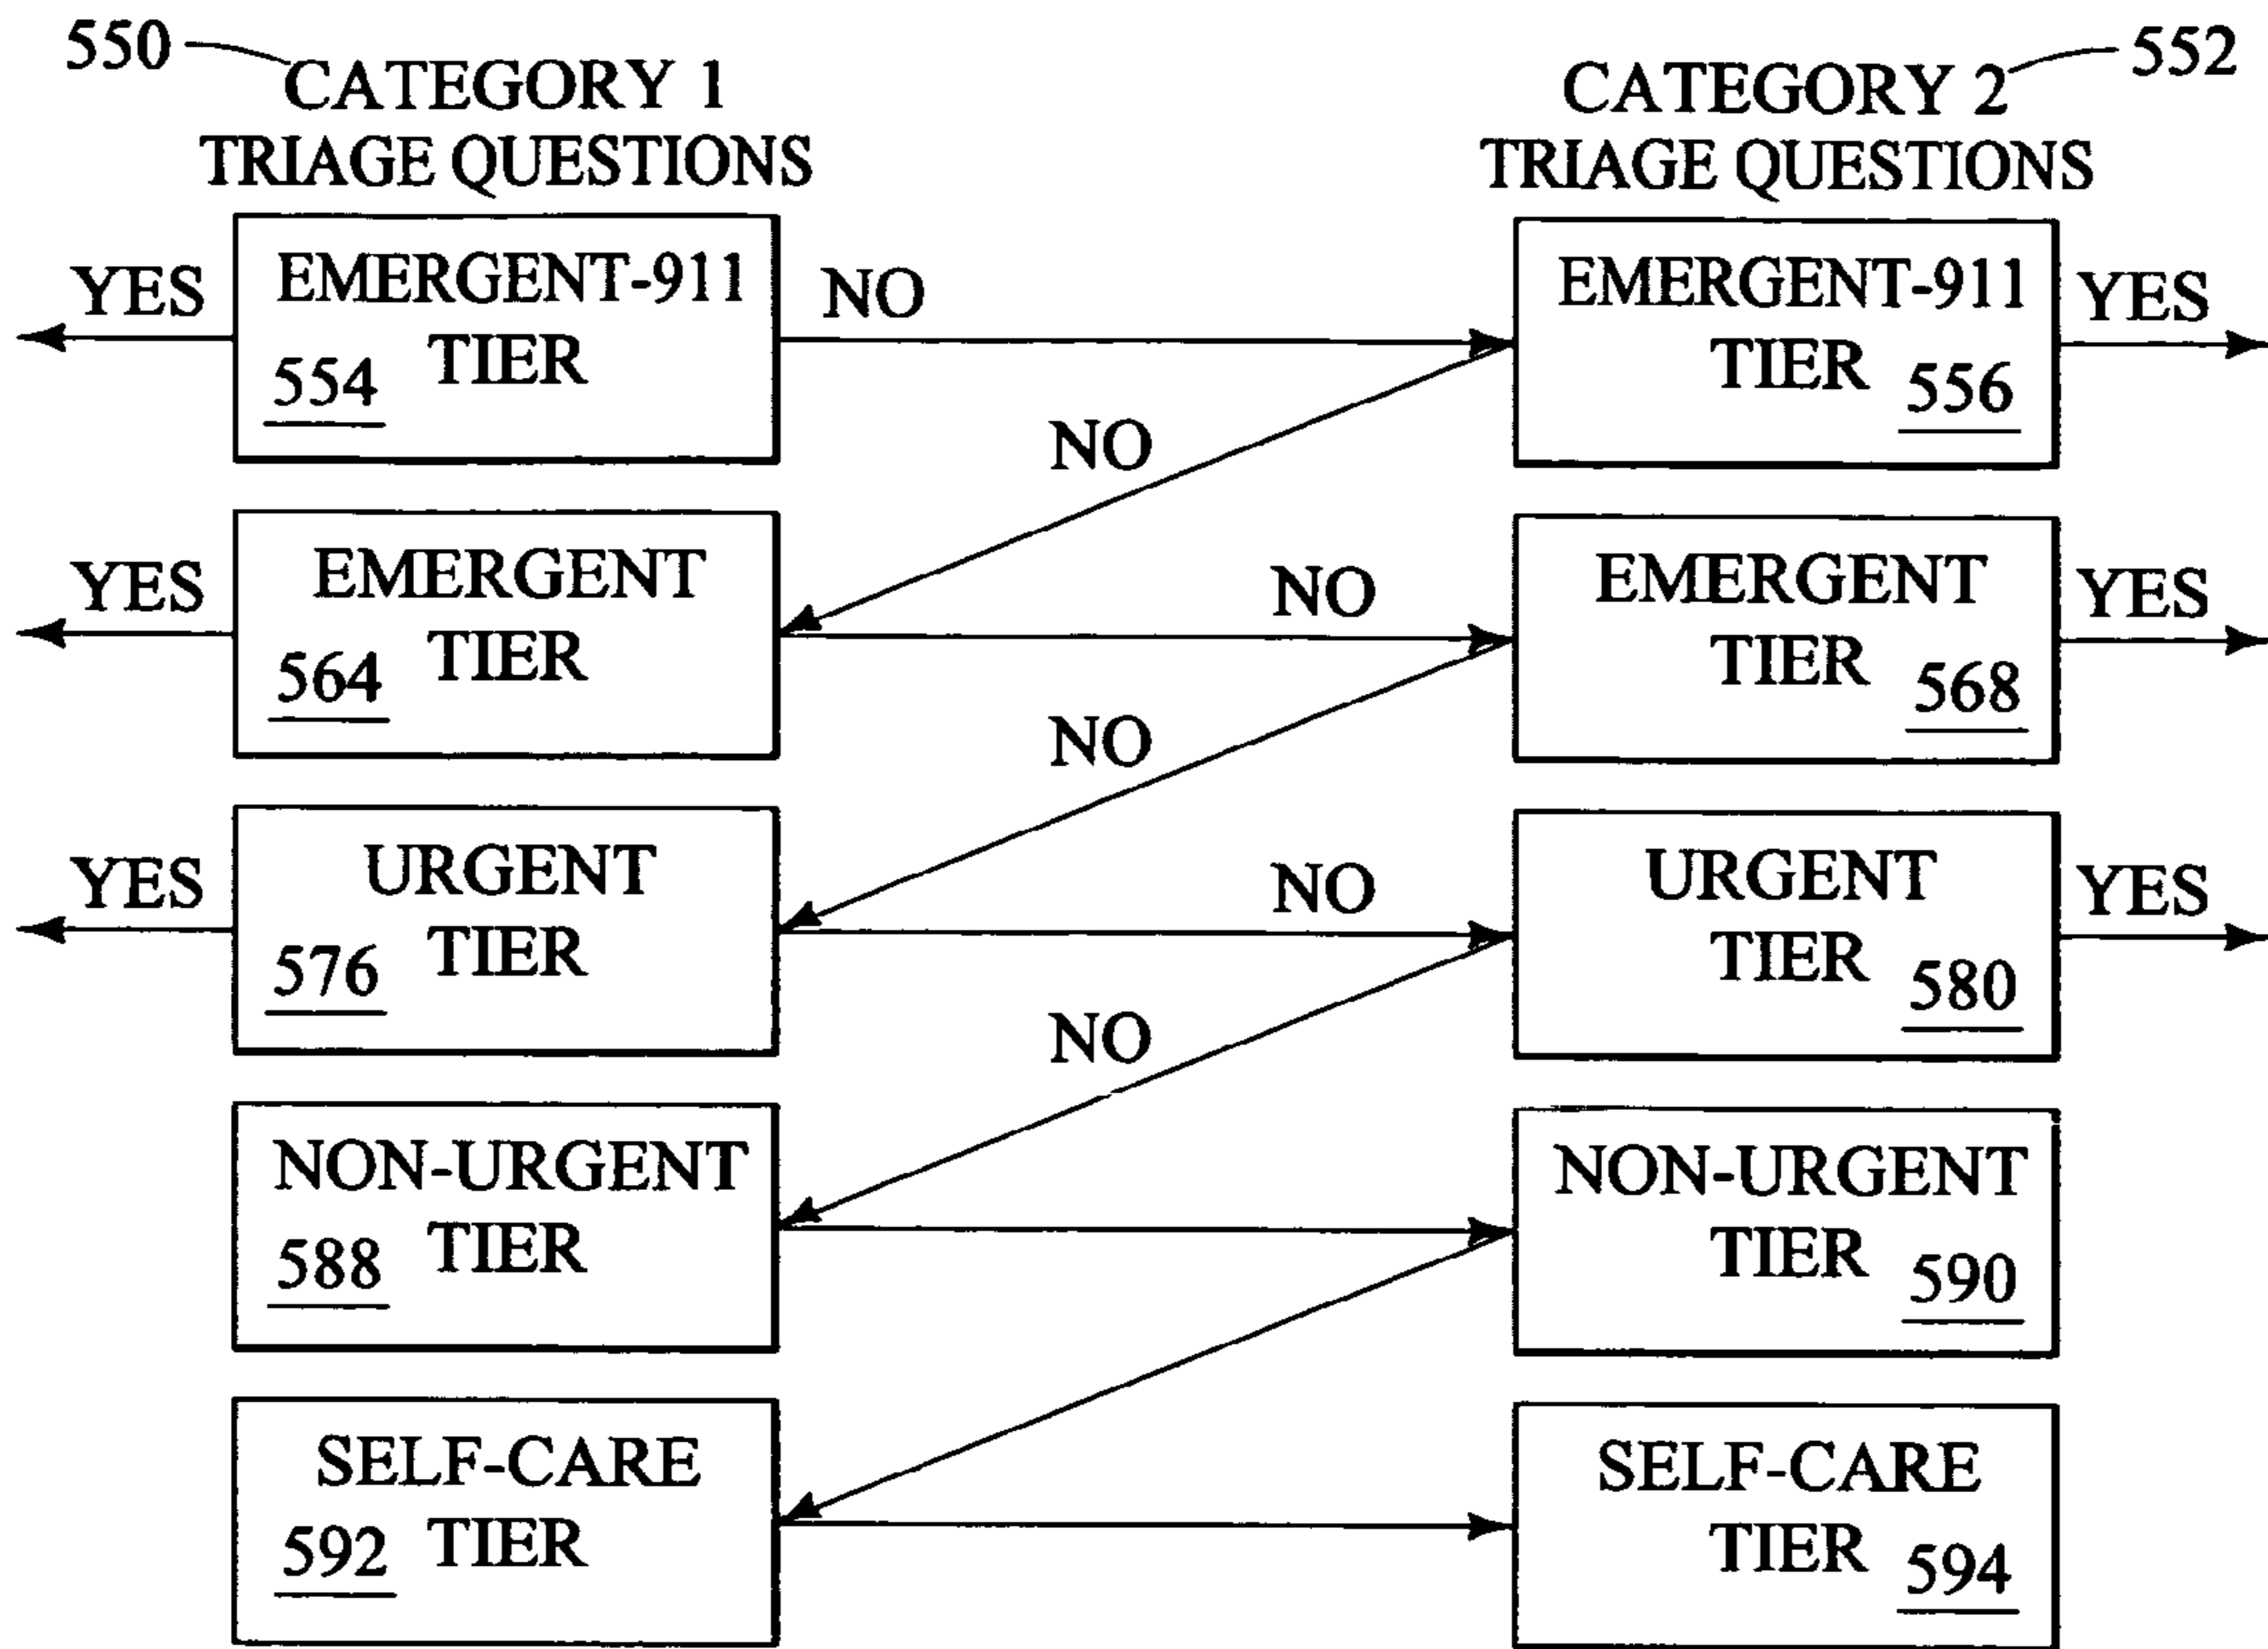 550
CATEGORY 1
TRIAGE QUESTIONS
552
CATEGORY 2
TRIAGE QUESTIONS
YES
EMERGENT-911
TIER
554
NO
EMERGENT-911
TIER
556
YES
NO
YES
EMERGENT
TIER
564
NO
EMERGENT
TIER
568
YES
NO
YES
URGENT
TIER
576
NO
URGENT
TIER
580
YES
NO
NON-URGENT
TIER
588
NON-URGENT
TIER
590
SELF-CARE
TIER
592
SELF-CARE
TIER
594